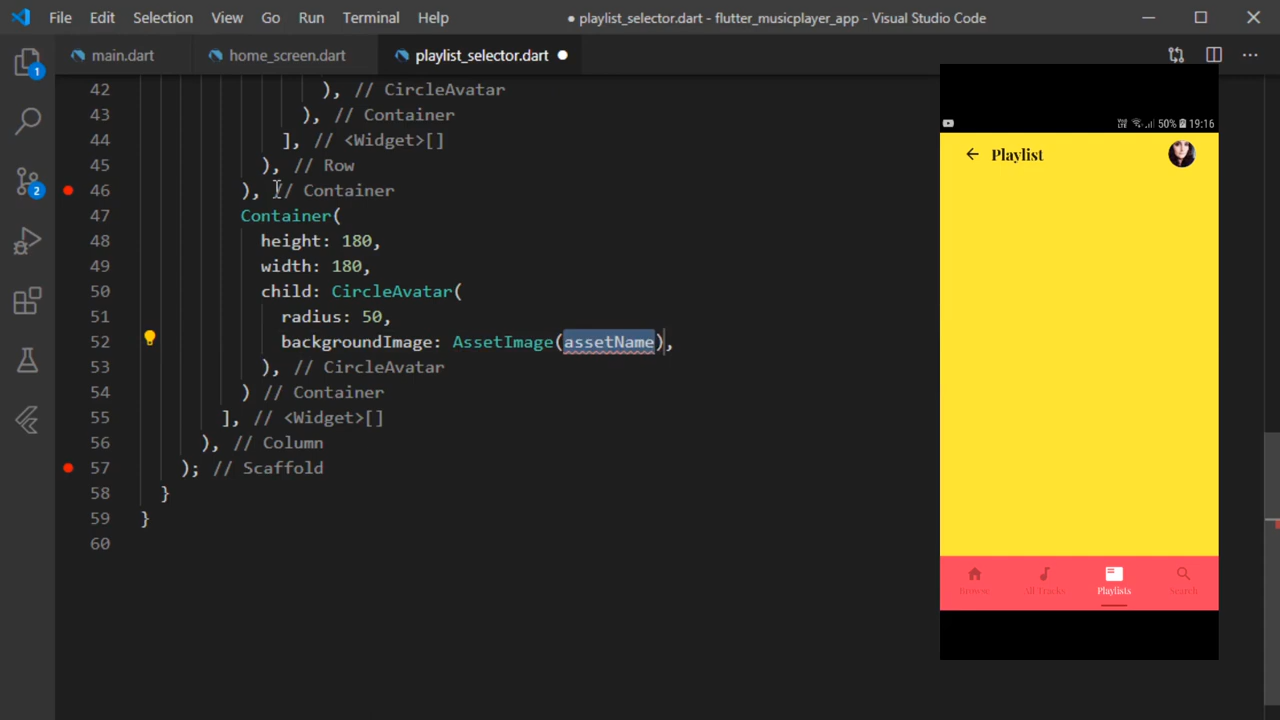 File Edit Selection View Go Run Terminal Help ● playlist_selector.dart - flutter_musicplayer_app - Visual Studio Code
main.dart home_screen.dart playlist_selector.dart
1
2
42 ), // CircleAvatar
43 ), // Container
44 ], // <Widget>[]
45 ), // Row
46 ), // Container
47 Container(
48 height: 180,
49 width: 180,
50 child: CircleAvatar(
51 radius: 50,
52 backgroundImage: AssetImage(assetName),
53 ), // CircleAvatar
54 ) // Container
55 ], // <Widget>[]
56 ), // Column
57 ); // Scaffold
58 }
59 }
60
50% 19:16
Playlist
Browse All Tracks Playlists Search